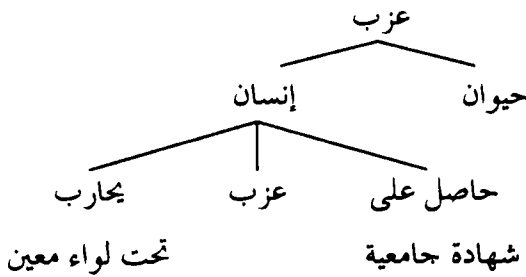 عزب
حيوان إنسان
حاصل على عزب يحارب
شهادة جامعية تحت لواء معين